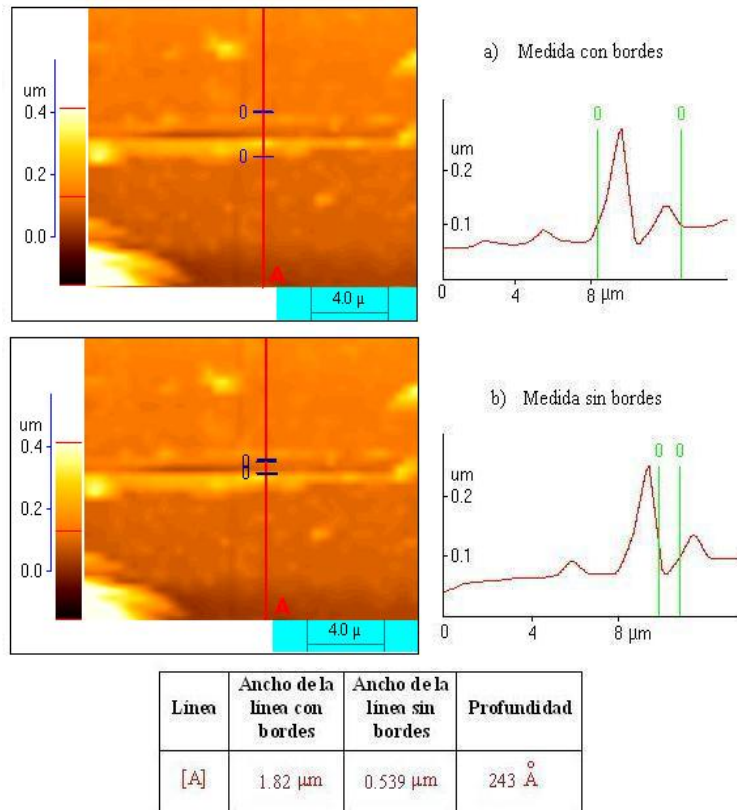 um
0.4
0.2
0.0
0
0
A
4.0 µ
a) Medida con bordes
um
0.2
0.1
0 0
0 4 8 µm
um
0.4
0.2
0.0
0
0
A
4.0 µ
b) Medida sin bordes
um
0.2
0.1
0 0
0 4 8 µm
Línea
Ancho de la
línea con
bordes
Ancho de la
línea sin
bordes
Profundidad
[A] 1.82 µm 0.539 µm 243 Å